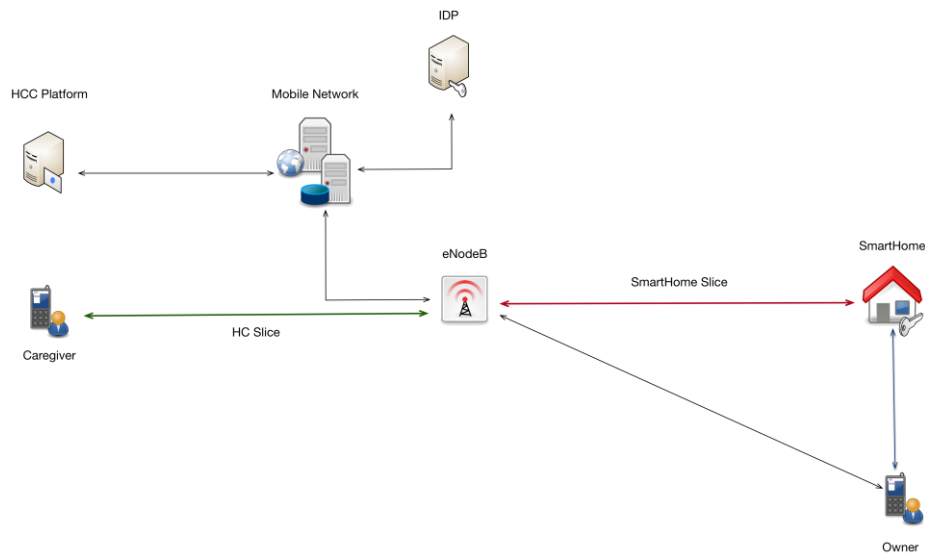 IDP
HCC Platform
Mobile Network
eNodeB
SmartHome
SmartHome Slice
HC Slice
Caregiver
Owner